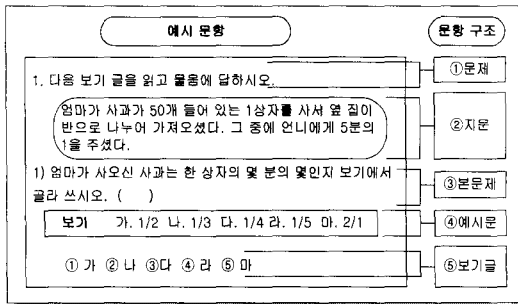 예시 문항
문항 구조
1. 다음 보기 글을 읽고 물음에 답하시오.
①문제
엄마가 사과가 50개 들어 있는 1상자를 사서 옆 집이
반으로 나누어 가져오셨다. 그 중에 언니에게 5분의
1을 주셨다.
②지문
1) 엄마가 사오신 사과는 한 상자의 몇 분의 몇인지 보기에서
골라 쓰시오. (    )
③본문제
보기 가. 1/2 나. 1/3 다. 1/4 라. 1/5 마. 2/1
④예시문
① 가 ② 나 ③다 ④ 라 ⑤ 마
⑤보기글